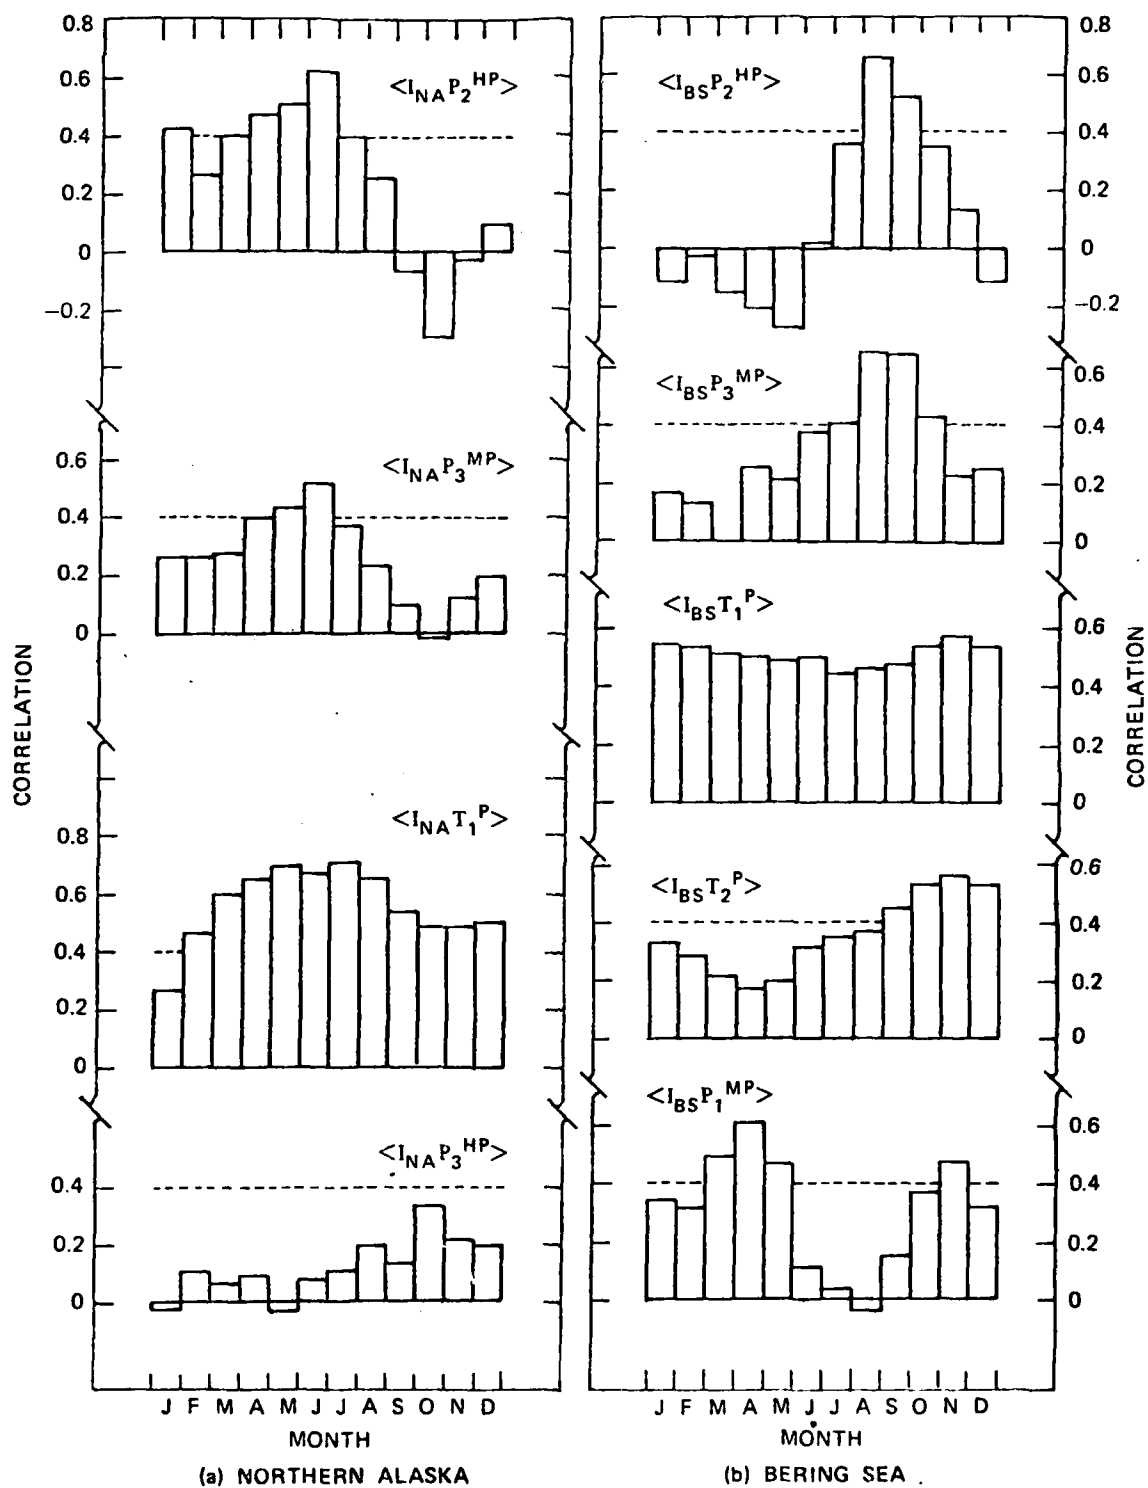 0.8
0.6
0.4
0.2
0
−0.2
<I_NA P_2^HP>
0.6
0.4
0.2
0
<I_NA P_3^MP>
0.8
0.6
0.4
0.2
0
<I_NA T_1^P>
0.4
0.2
0
<I_NA P_3^HP>
CORRELATION
J F M A M J J A S O N D
MONTH
(a) NORTHERN ALASKA
<I_BS P_2^HP>
0.8
0.6
0.4
0.2
0
−0.2
<I_BS P_3^MP>
0.6
0.4
0.2
0
<I_BS T_1^P>
0.6
0.4
0.2
0
<I_BS T_2^P>
0.6
0.4
0.2
0
<I_BS P_1^MP>
0.6
0.4
0.2
0
CORRELATION
J F M A M J J A S O N D
MONTH
(b) BERING SEA